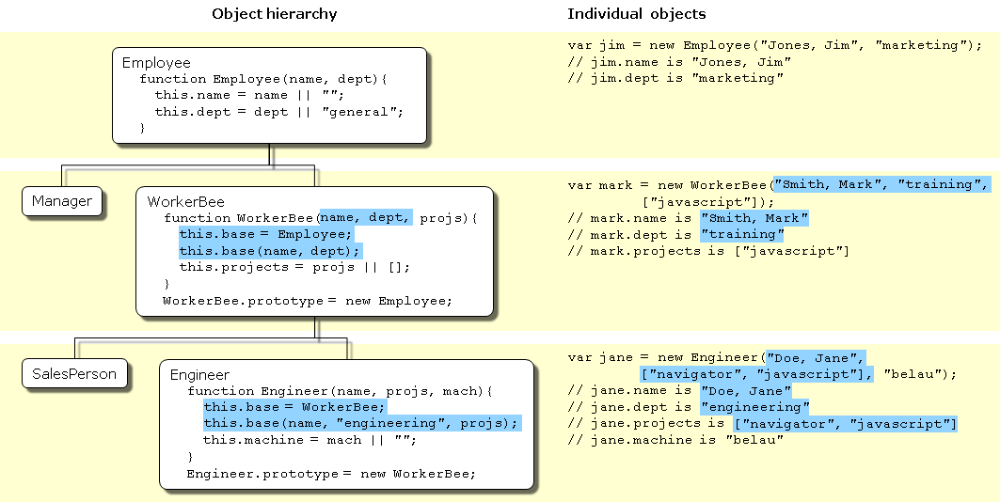 Object hierarchy
Individual objects
Employee
function Employee(name, dept){
this.name = name || "";
this.dept = dept || "general";
}
var jim = new Employee("Jones, Jim", "marketing");
// jim.name is "Jones, Jim"
// jim.dept is "marketing"
Manager
WorkerBee
function WorkerBee(name, dept, projs){
this.base = Employee;
this.base(name, dept);
this.projects = projs || [];
}
WorkerBee.prototype = new Employee;
var mark = new WorkerBee("Smith, Mark", "training",
["javascript"]);
// mark.name is "Smith, Mark"
// mark.dept is "training"
// mark.projects is ["javascript"]
SalesPerson
Engineer
function Engineer(name, projs, mach){
this.base = WorkerBee;
this.base(name, "engineering", projs);
this.machine = mach || "";
}
Engineer.prototype = new WorkerBee;
var jane = new Engineer("Doe, Jane",
["navigator", "javascript"], "belau");
// jane.name is "Doe, Jane"
// jane.dept is "engineering"
// jane.projects is ["navigator", "javascript"]
// jane.machine is "belau"